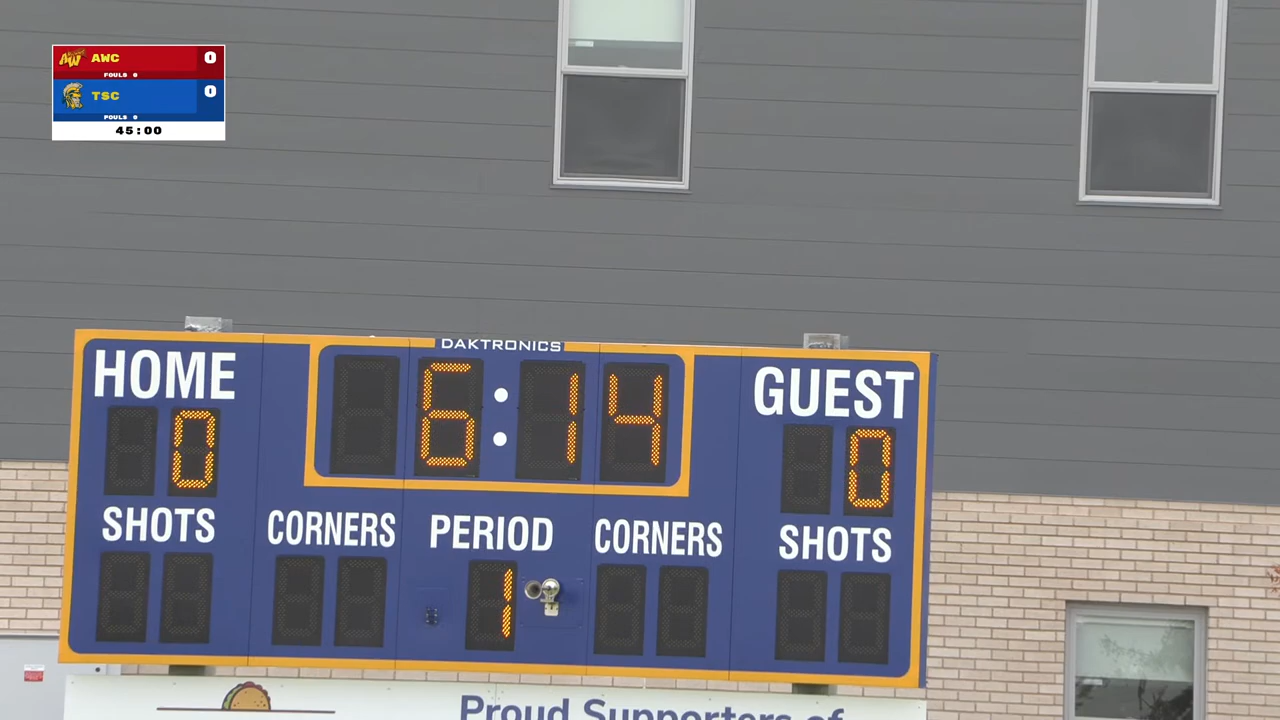 AW AWC 0
FOULS 0
TSC 0
FOULS 0
45:00
DAKTRONICS
HOME 6:14 GUEST
0 0
SHOTS CORNERS PERIOD CORNERS SHOTS
1
Proud Supporters of